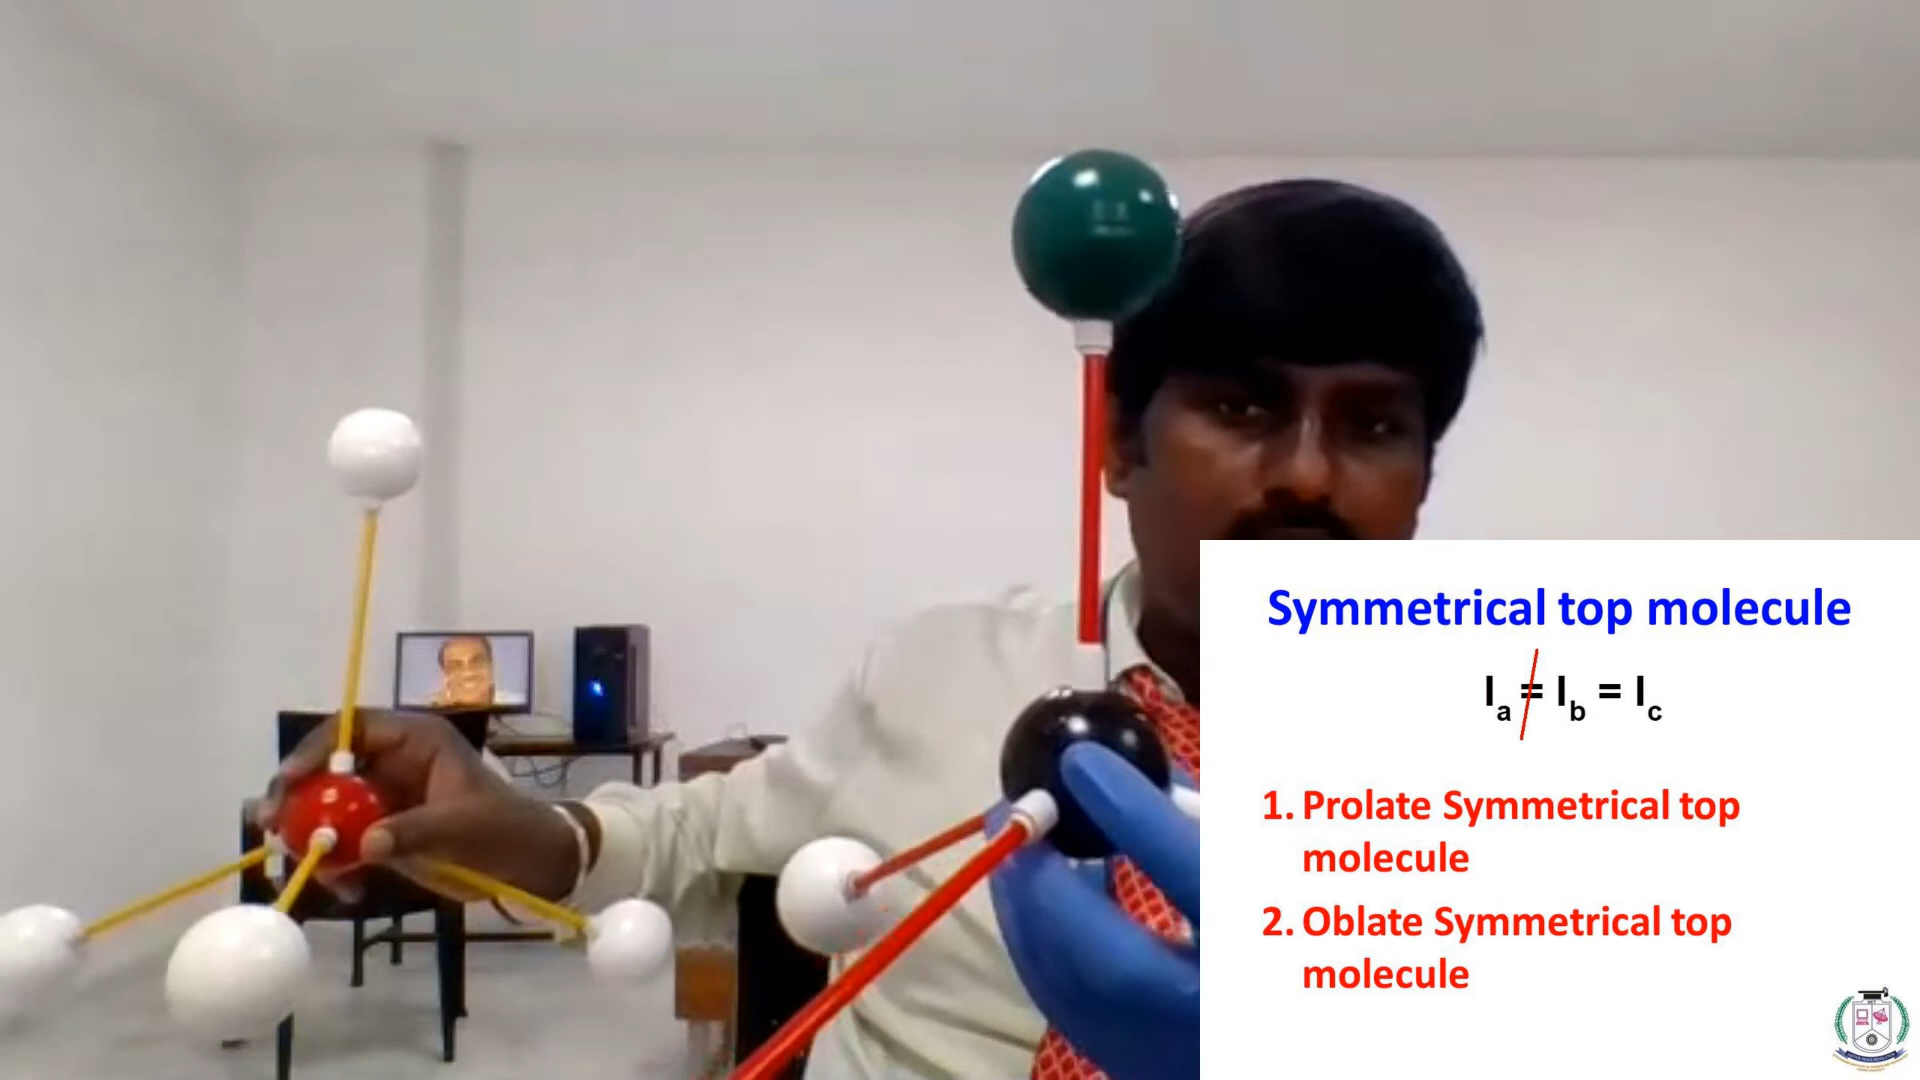 Symmetrical top molecule
Ia ≠ Ib = Ic
1. Prolate Symmetrical top
molecule
2. Oblate Symmetrical top
molecule